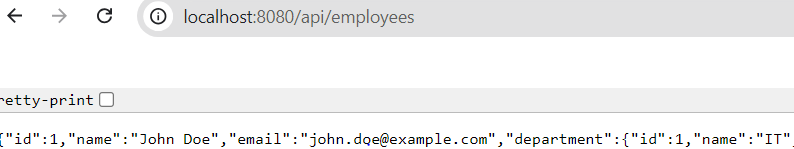 localhost:8080/api/employees
retty-print
{"id":1,"name":"John Doe","email":"john.doe@example.com","department":{"id":1,"name":"IT",